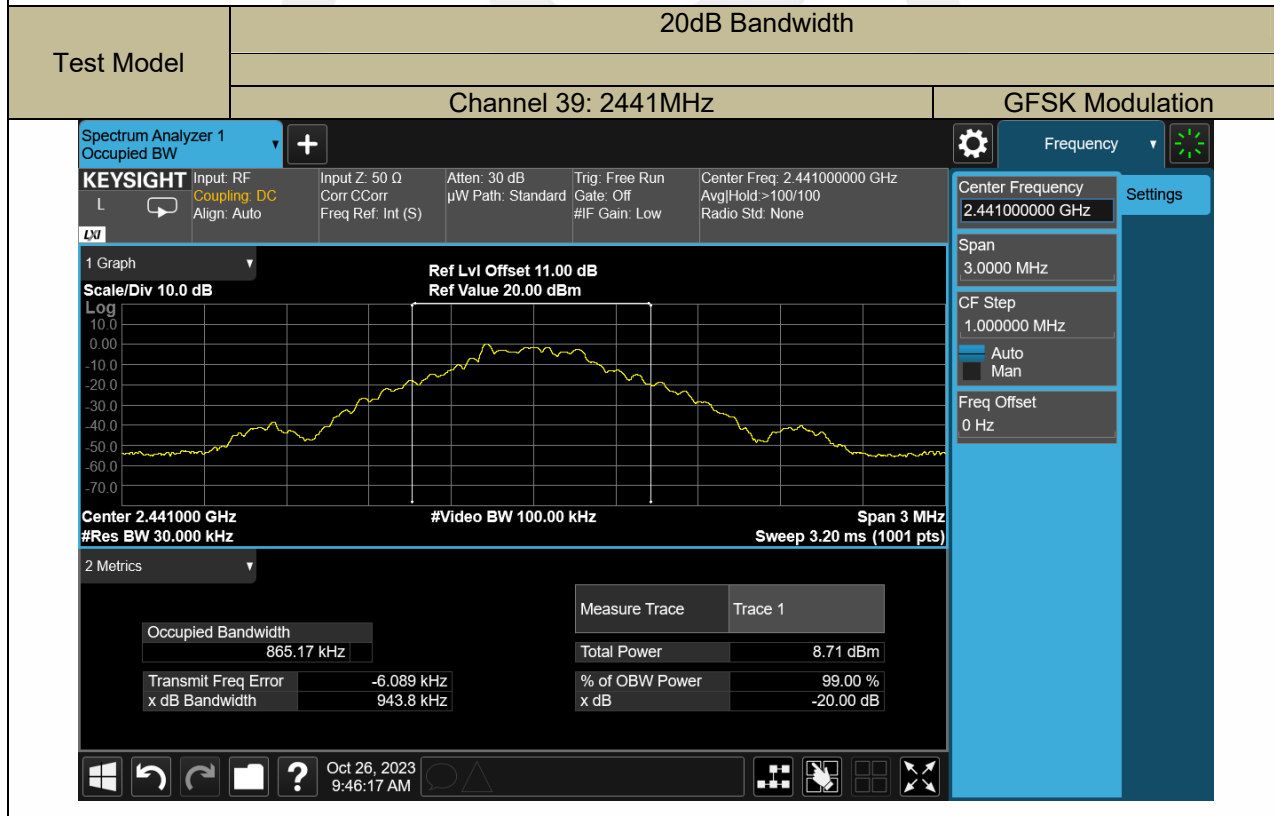 20dB Bandwidth
Test Model
Channel 39: 2441MHz
GFSK Modulation
Spectrum Analyzer 1
Occupied BW
Frequency
KEYSIGHT
L
LXI
Input: RF
Coupling: DC
Align: Auto
Input Z: 50 Ω
Corr CCorr
Freq Ref: Int (S)
Atten: 30 dB
µW Path: Standard
Trig: Free Run
Gate: Off
#IF Gain: Low
Center Freq: 2.441000000 GHz
Avg|Hold:>100/100
Radio Std: None
Center Frequency
2.441000000 GHz
Settings
Span
3.0000 MHz
CF Step
1.000000 MHz
Auto
Man
Freq Offset
0 Hz
1 Graph
Scale/Div 10.0 dB
Ref Lvl Offset 11.00 dB
Ref Value 20.00 dBm
Log
10.0
0.00
-10.0
-20.0
-30.0
-40.0
-50.0
-60.0
-70.0
Center 2.441000 GHz
#Video BW 100.00 kHz
Span 3 MHz
#Res BW 30.000 kHz
Sweep 3.20 ms (1001 pts)
2 Metrics
Measure Trace Trace 1
Occupied Bandwidth
865.17 kHz
Total Power 8.71 dBm
Transmit Freq Error -6.089 kHz
% of OBW Power 99.00 %
x dB Bandwidth 943.8 kHz
x dB -20.00 dB
?
Oct 26, 2023
9:46:17 AM